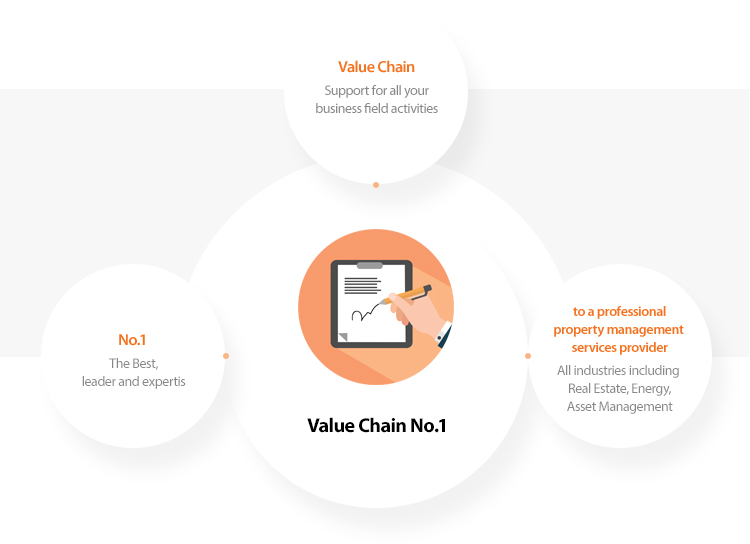 Value Chain
Support for all your
business field activities
No.1
The Best,
leader and expertis
to a professional
property management
services provider
All industries including
Real Estate, Energy,
Asset Management
Value Chain No.1